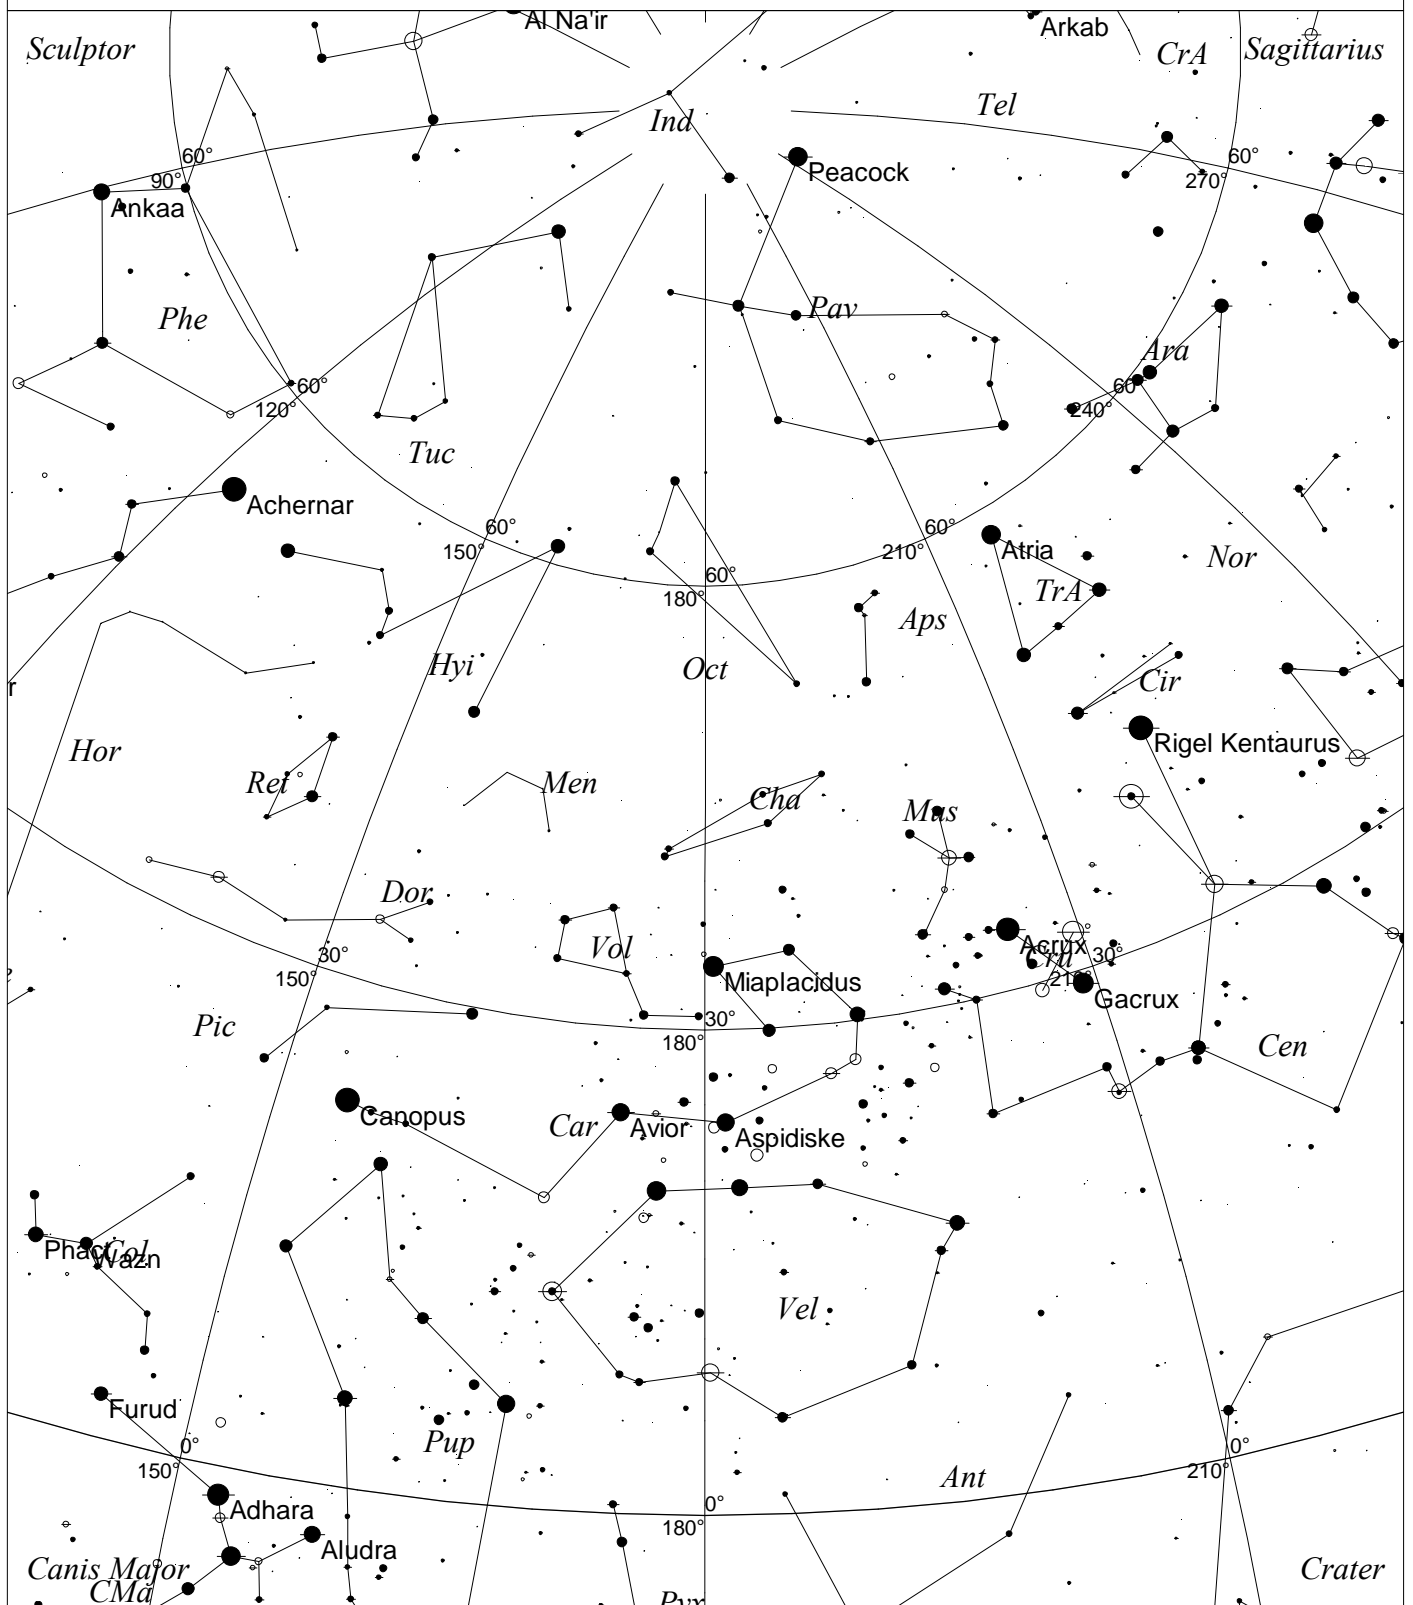 Al Na'ir
Arkab
Sculptor
CrA
Sagittarius
Tel
Ind
60°
90°
60°
270°
Peacock
Ankaa
Phe
Pav
Ara
60°
120°
60°
240°
Tuc
Achernar
60°
150°
60°
210°
Atria
Nor
60°
180°
TrA
Aps
Hyi
Oct
Cir
r
Hor
Rigel Kentaurus
Ret
Men
Cha
Mus
Dor
Vol
Acrux
Cru
30°
150°
30°
210°
Miaplacidus
Gacrux
Pic
30°
180°
Cen
Canopus
Car
Avior
Aspidiske
Phact
Col
Wazn
Vel
Furud
Pup
0°
150°
0°
210°
Ant
0°
180°
Adhara
Aludra
Canis Major
CMa
Crater
Pyx